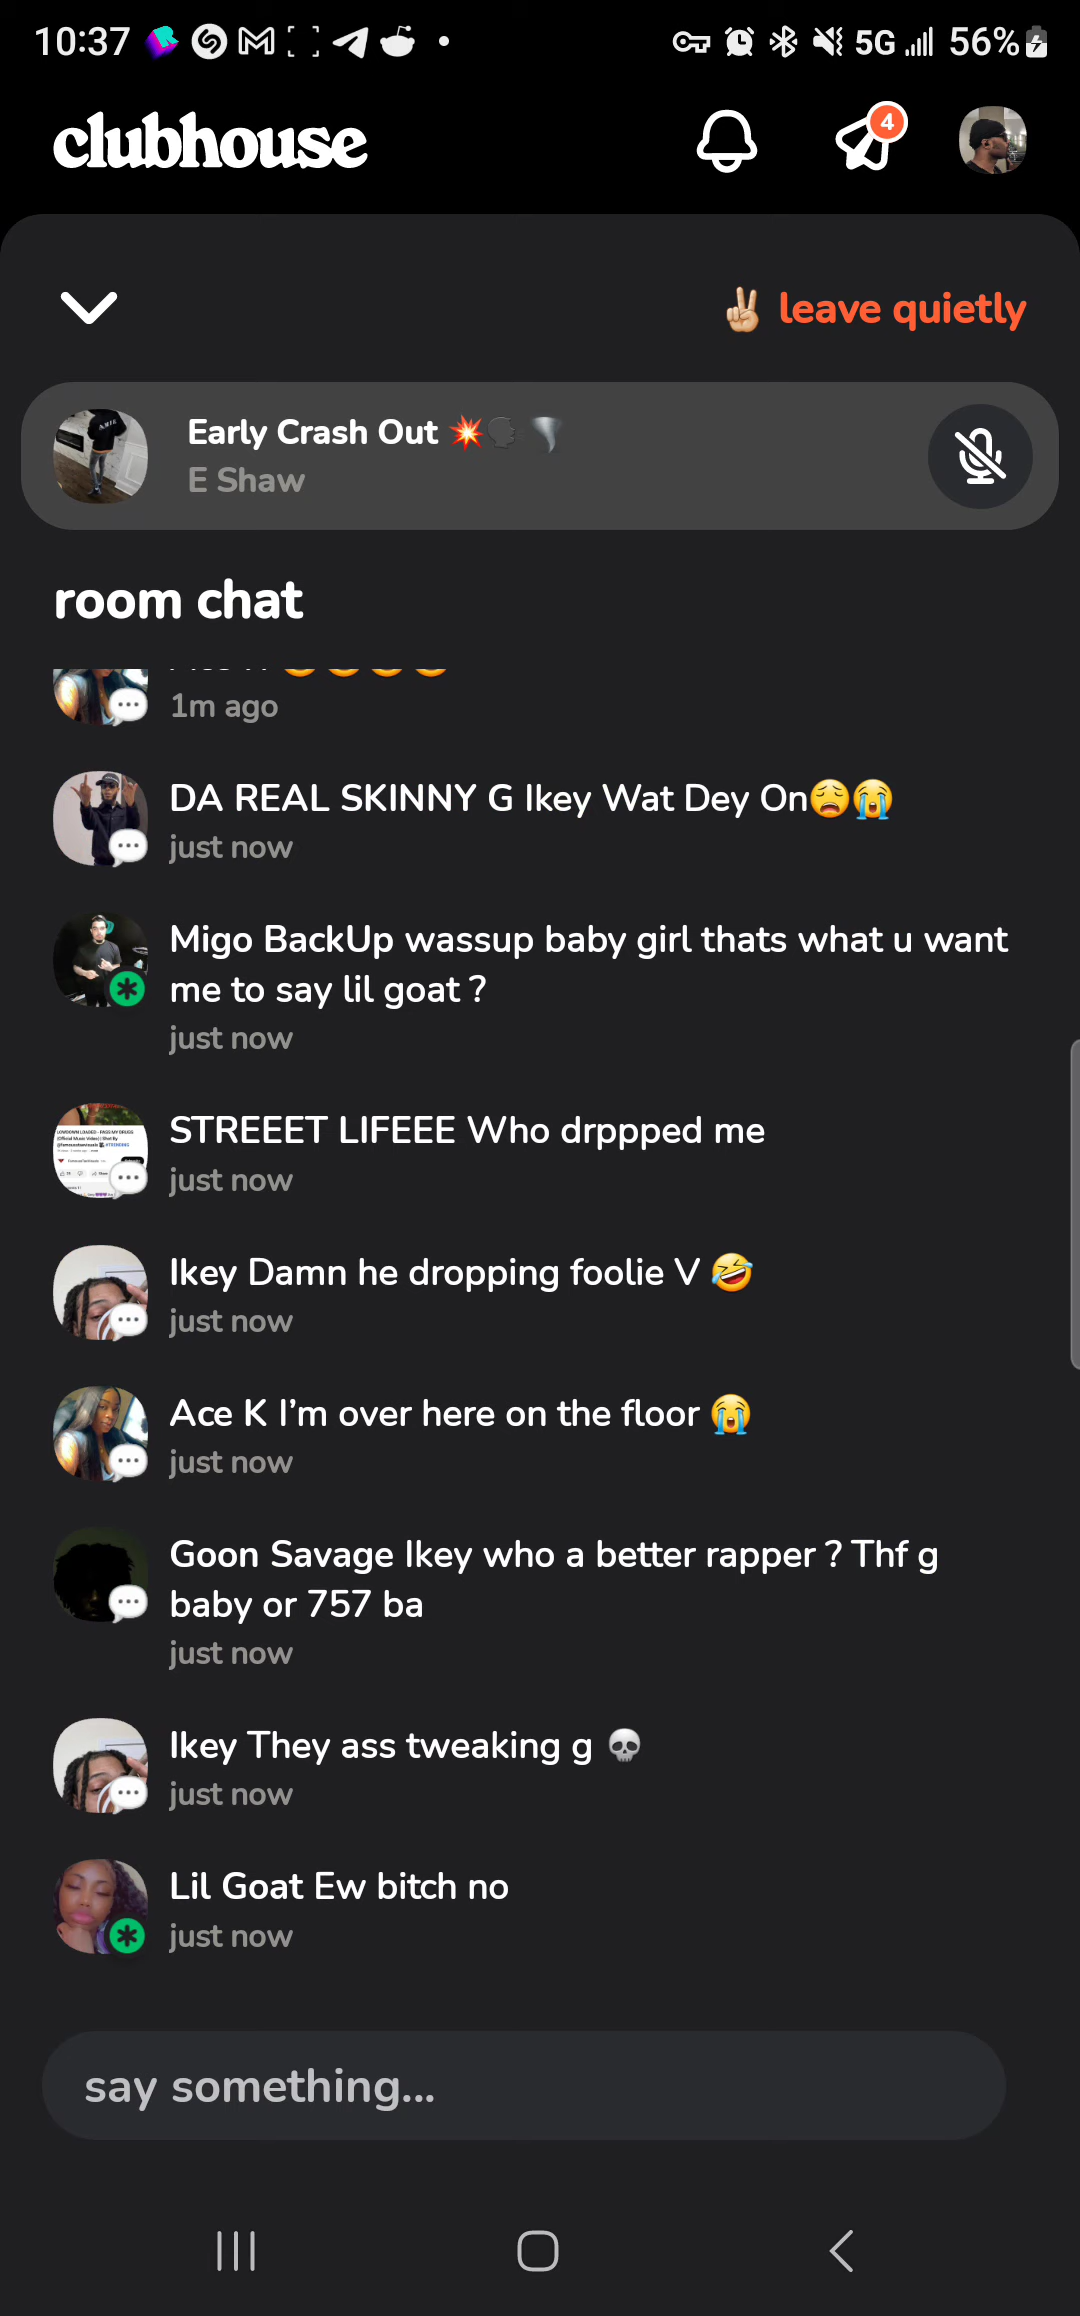 10:37
5G
56%
clubhouse
4
✌🏼 leave quietly
Early Crash Out 💥🗣🌪
E Shaw
room chat
1m ago
DA REAL SKINNY G Ikey Wat Dey On😩😭
just now
Migo BackUp wassup baby girl thats what u want
me to say lil goat ?
just now
STREEET LIFEEE Who drppped me
just now
Ikey Damn he dropping foolie V 🤣
just now
Ace K I’m over here on the floor 😭
just now
Goon Savage Ikey who a better rapper ? Thf g
baby or 757 ba
just now
Ikey They ass tweaking g 💀
just now
Lil Goat Ew bitch no
just now
say something...